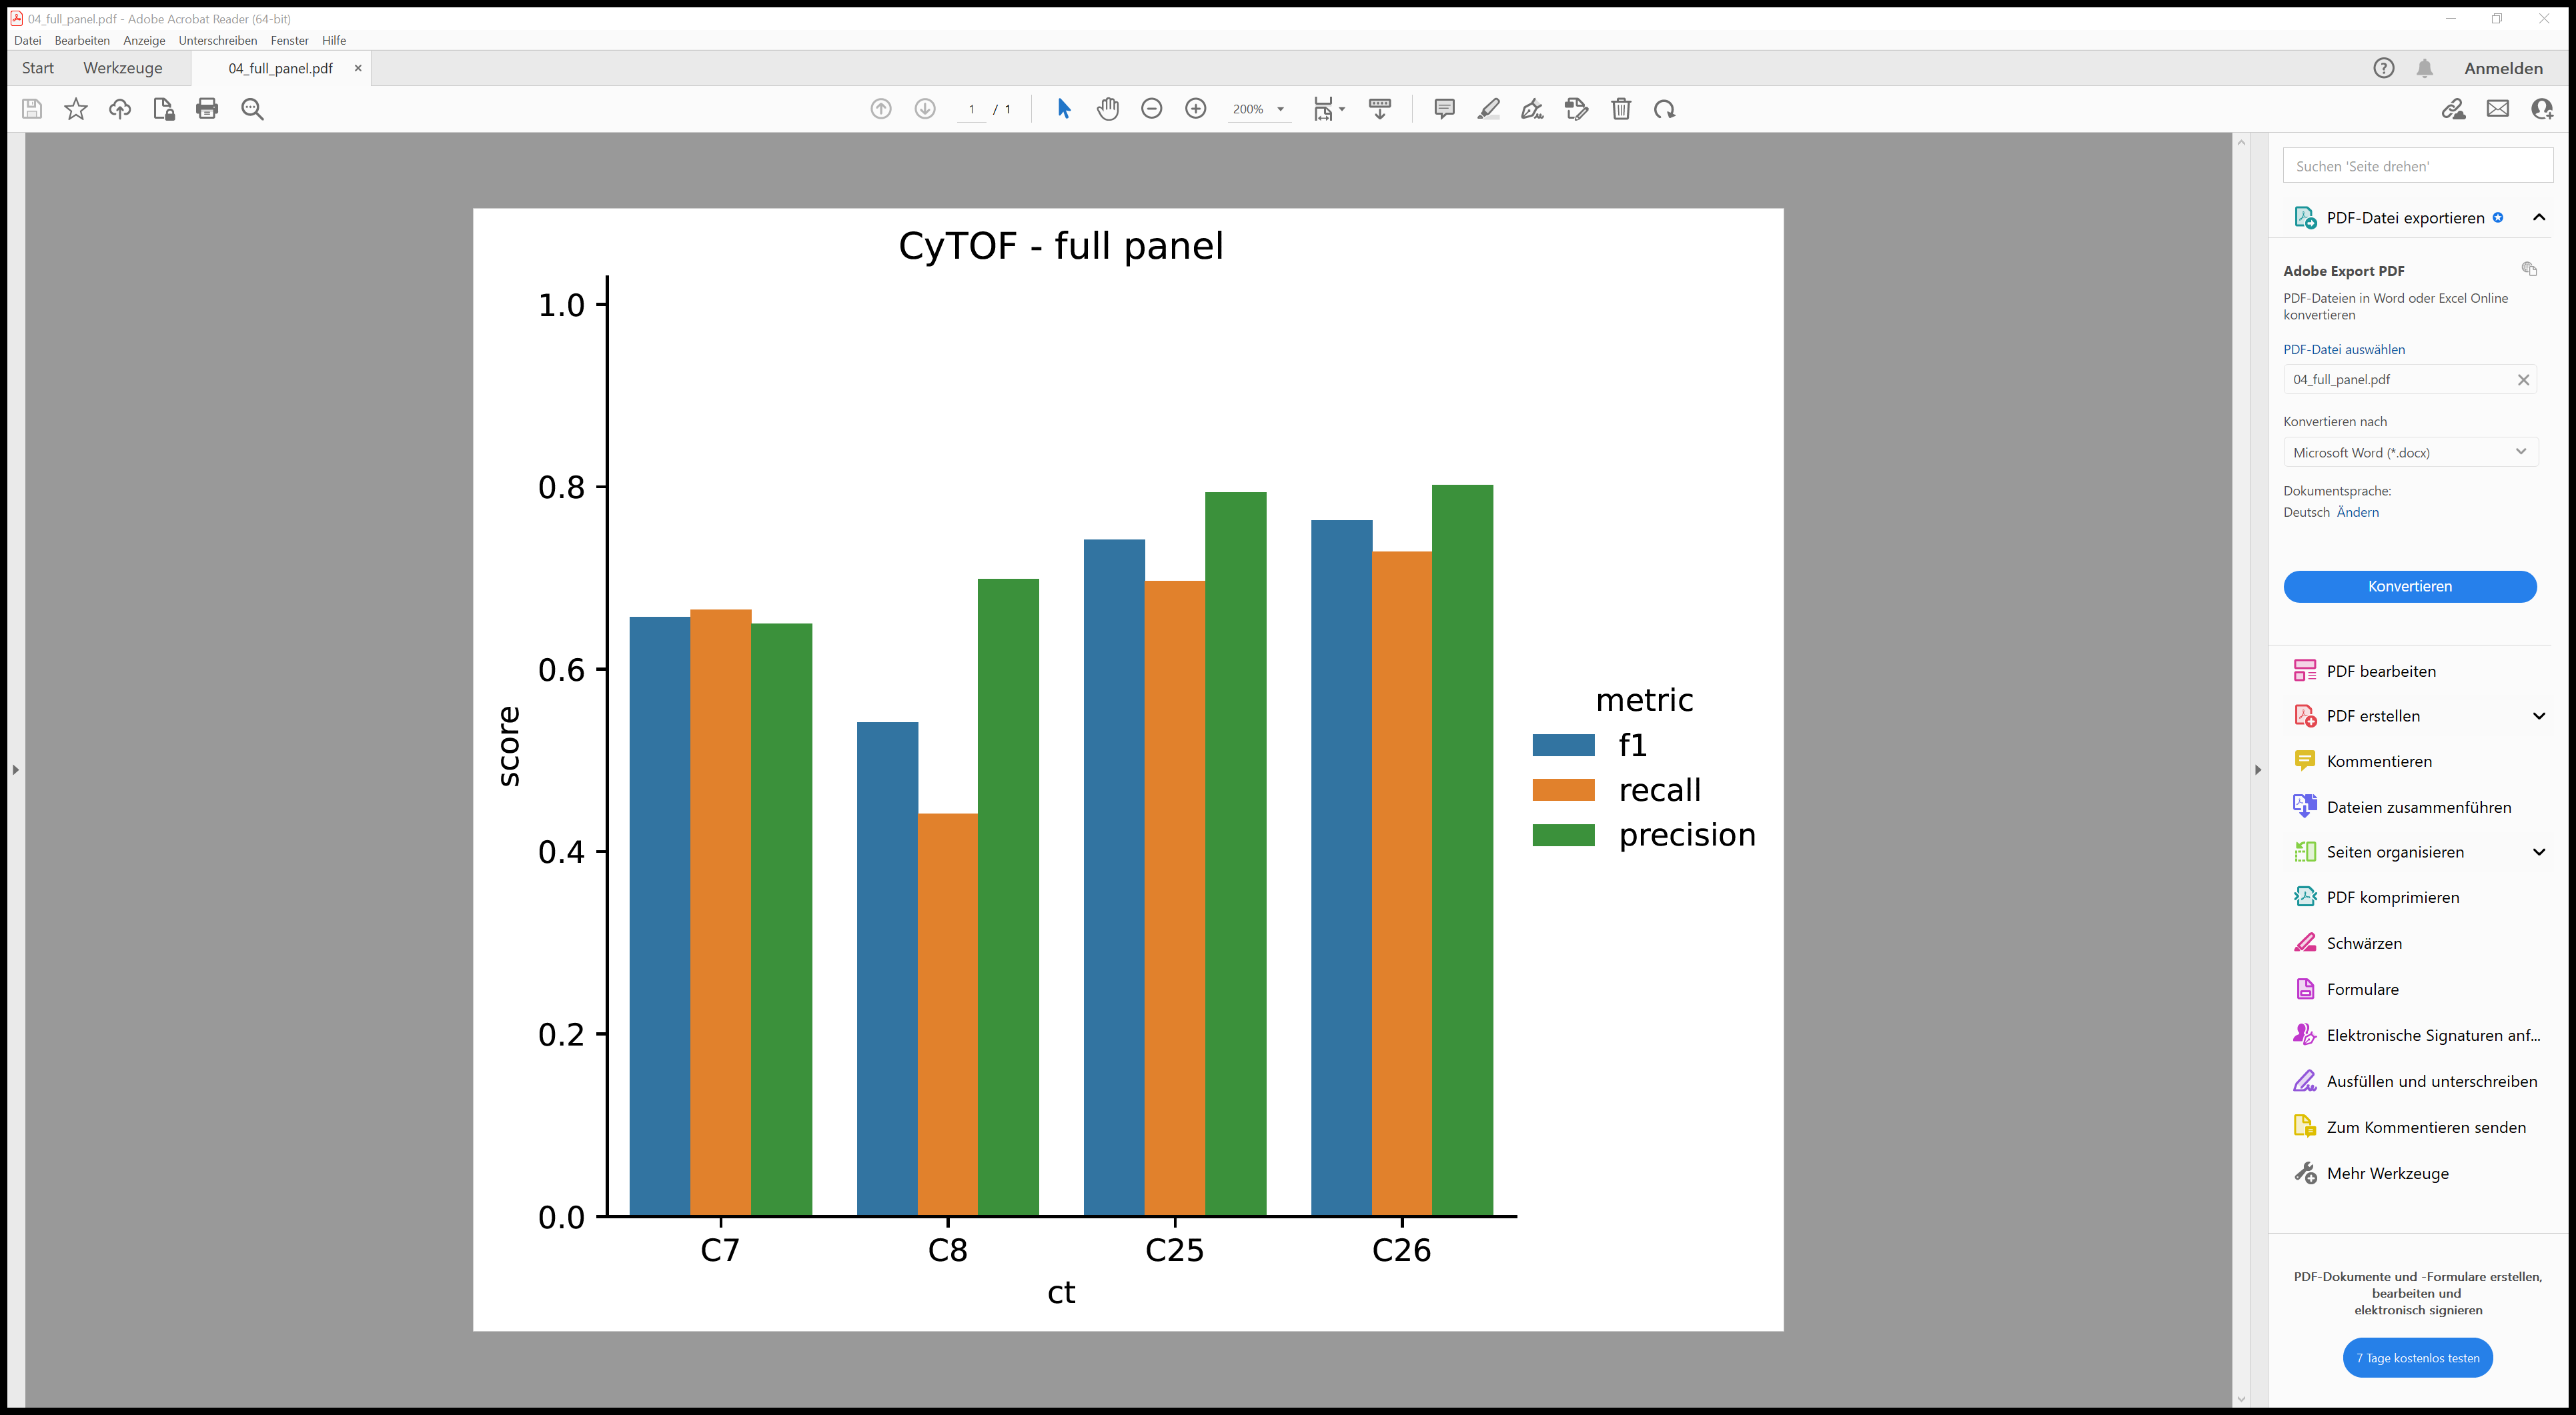 04_full_panel.pdf - Adobe Acrobat Reader (64-bit)
Datei Bearbeiten Anzeige Unterschreiben Fenster Hilfe
Start Werkzeuge 04_full_panel.pdf × Anmelden
1 / 1 200%
Suchen 'Seite drehen'
PDF-Datei exportieren
Adobe Export PDF
PDF-Dateien in Word oder Excel Online
konvertieren
PDF-Datei auswählen
04_full_panel.pdf
Konvertieren nach
Microsoft Word (*.docx)
Dokumentsprache:
Deutsch Ändern
Konvertieren
PDF bearbeiten
PDF erstellen
Kommentieren
Dateien zusammenführen
Seiten organisieren
PDF komprimieren
Schwärzen
Formulare
Elektronische Signaturen anf...
Ausfüllen und unterschreiben
Zum Kommentieren senden
Mehr Werkzeuge
PDF-Dokumente und -Formulare erstellen,
bearbeiten und
elektronisch signieren
7 Tage kostenlos testen
CyTOF - full panel
1.0
0.8
0.6
0.4
0.2
0.0
score
C7 C8 C25 C26
ct
metric
f1
recall
precision